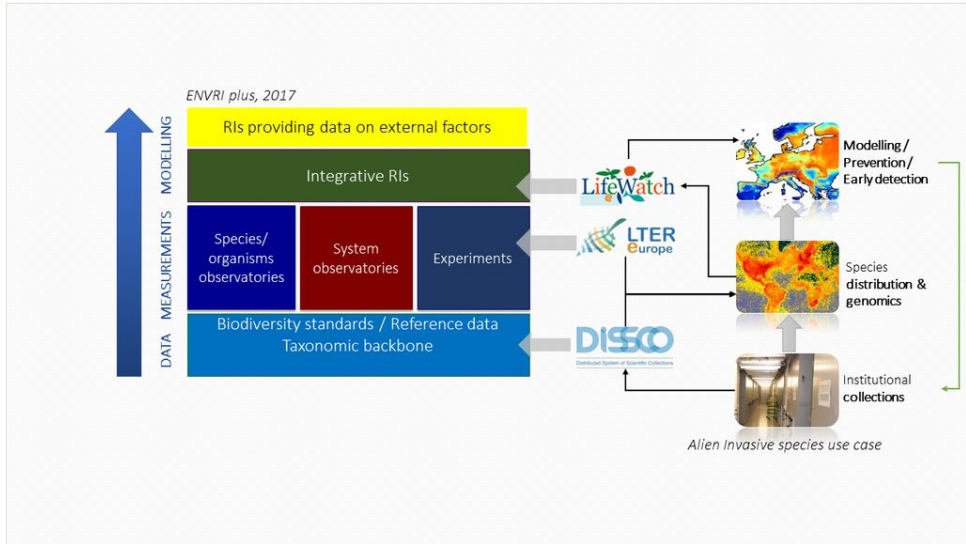 ENVRI plus, 2017
RIs providing data on external factors
Integrative RIs
Species/
organisms
observatories
System
observatories
Experiments
Biodiversity standards / Reference data
Taxonomic backbone
DATA MEASUREMENTS MODELLING
LifeWatch
LTER
europe
DISSCO
Distributed System of Scientific Collections
Modelling/
Prevention/
Early detection
Species
distribution &
genomics
Institutional
collections
Alien Invasive species use case